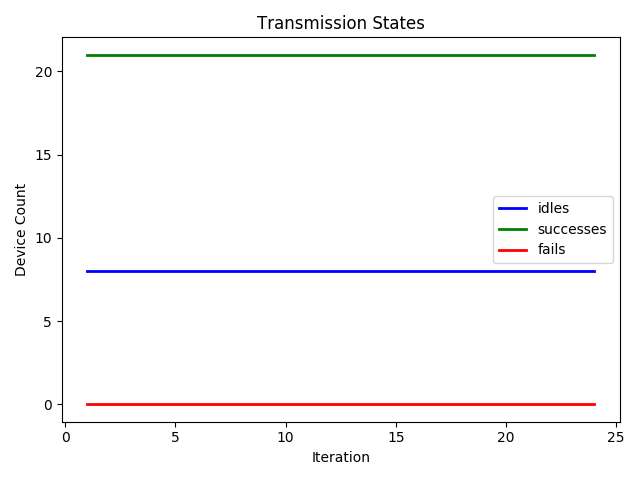 Transmission States
Device Count
20
15
10
5
0
idles
successes
fails
0 5 10 15 20 25
Iteration